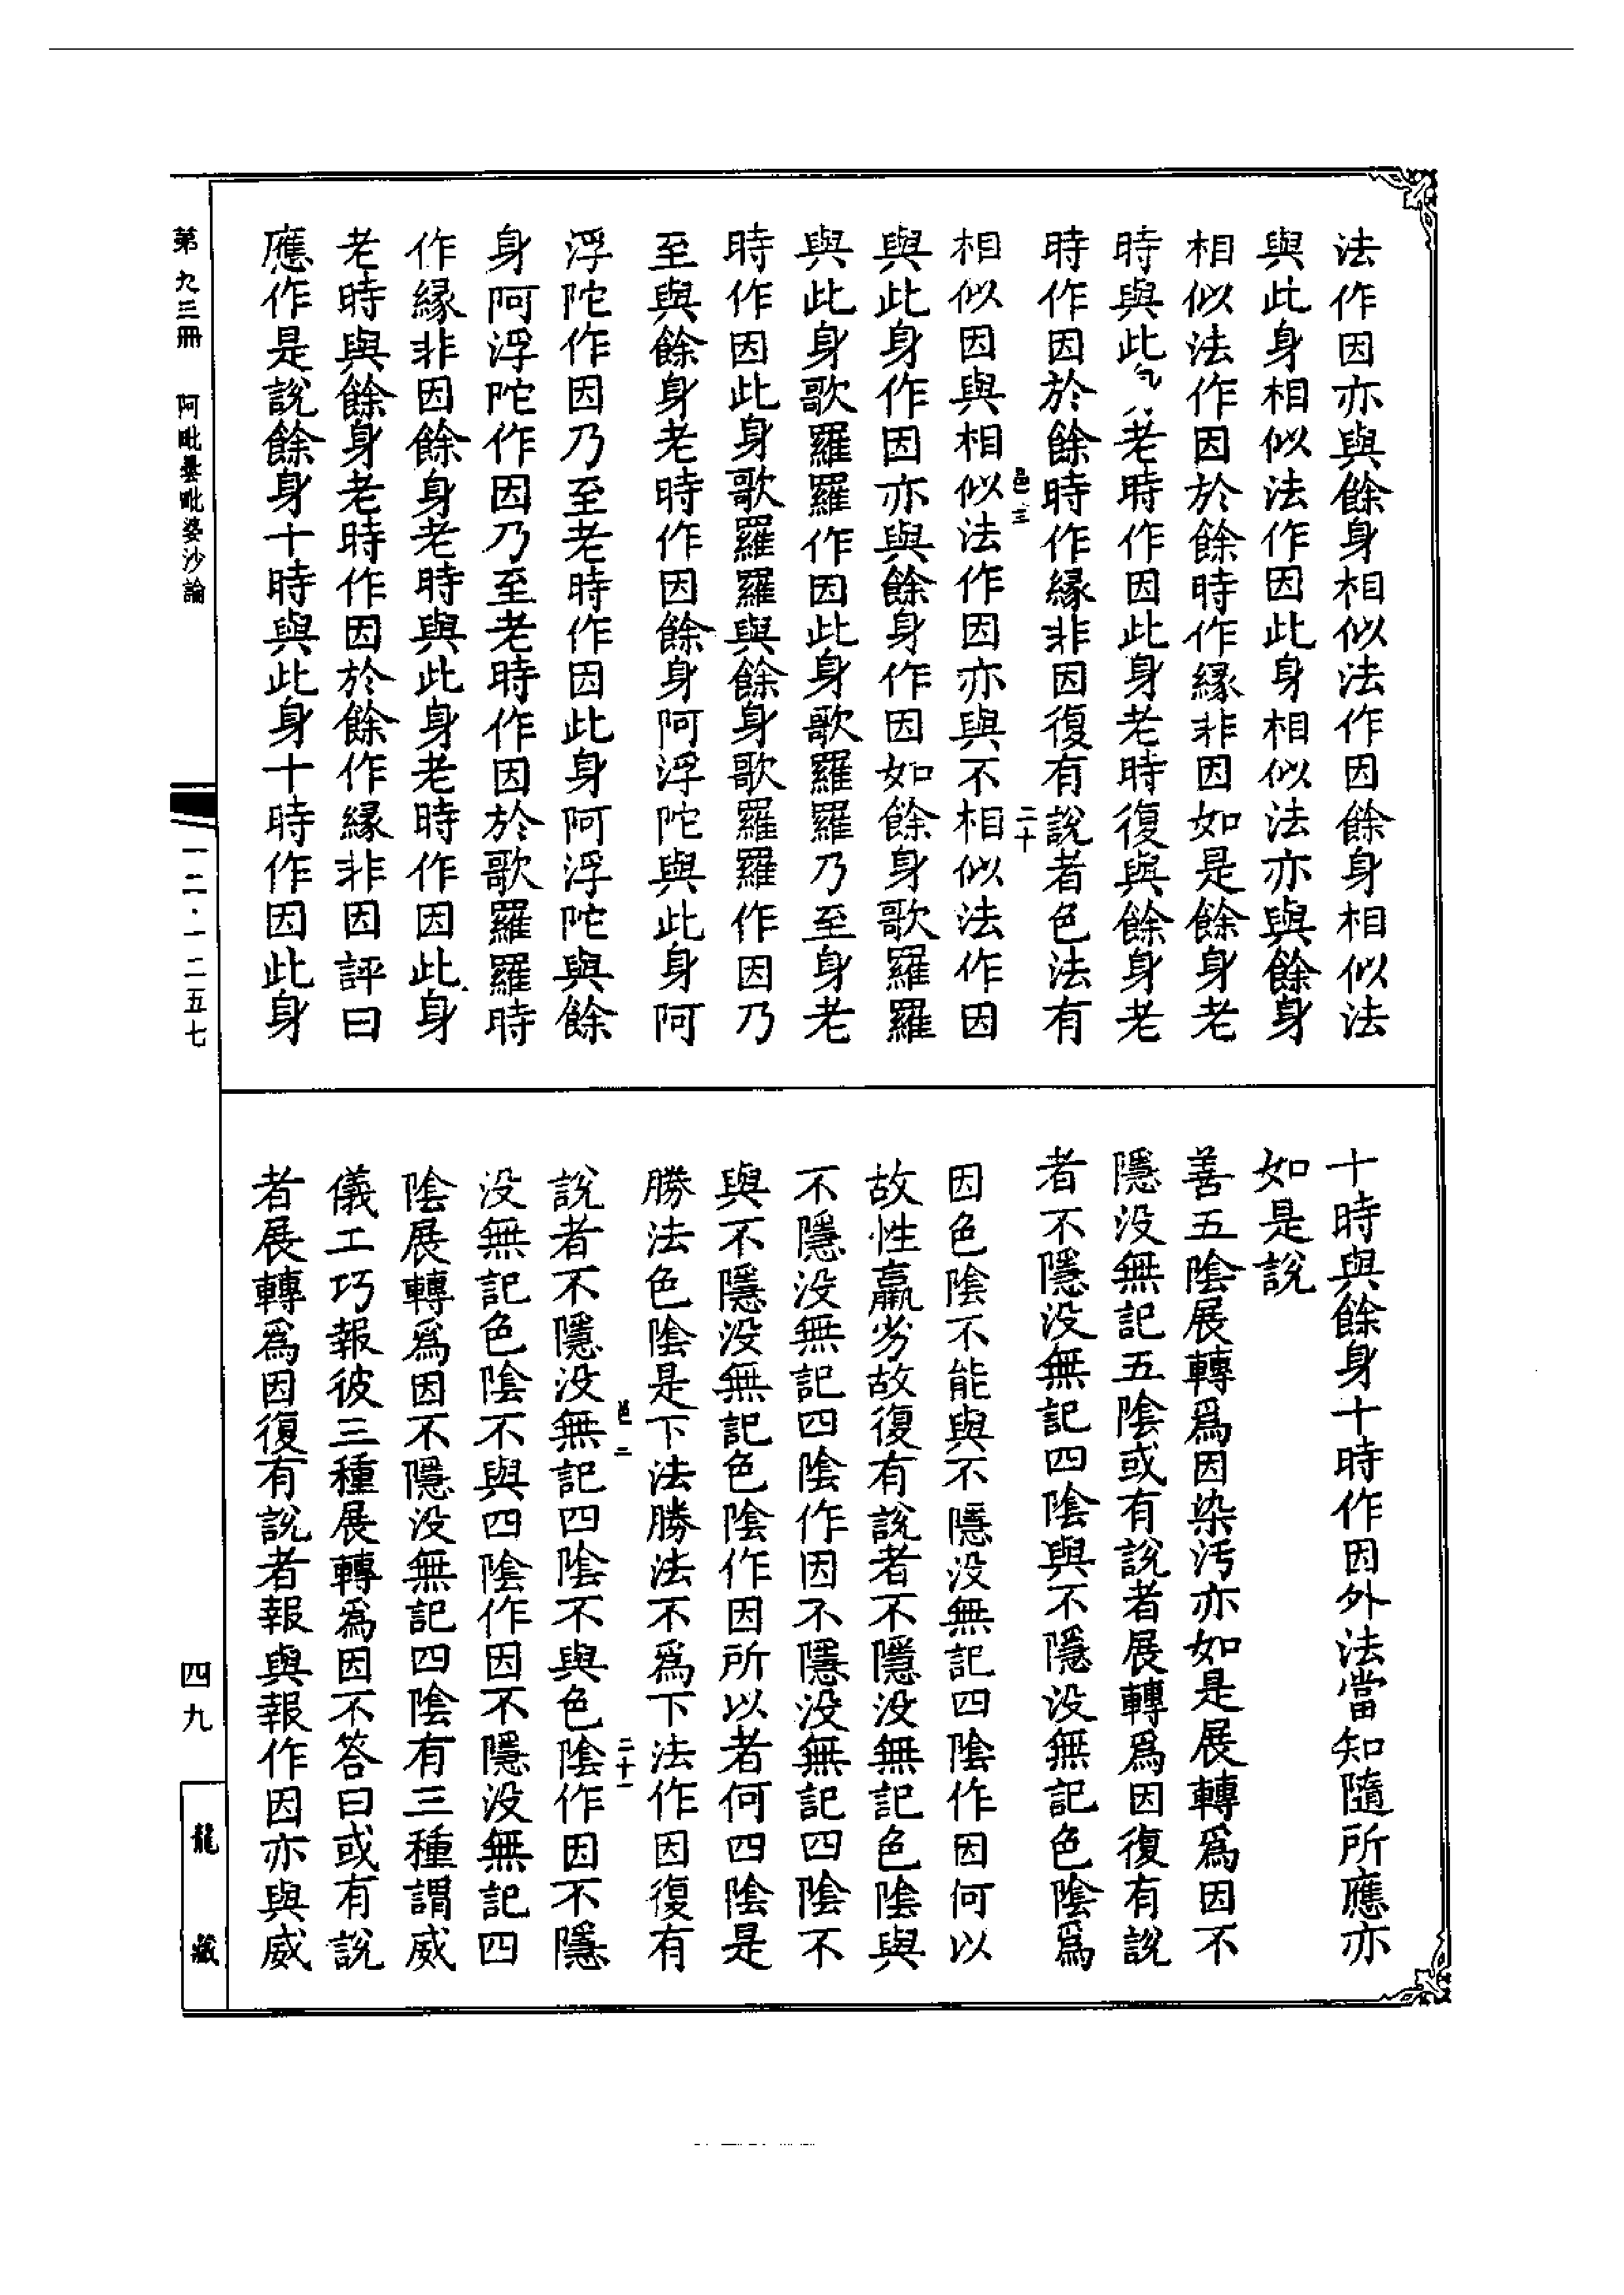 法作因亦與餘身相似法作因餘身相似法
與此身相似法作因此身相似法亦與餘身
相似法作因於餘時作緣非因如是餘身老
時與此身老時作因此身老時復與餘身老
時作因於餘時作緣非因復有說者色法有
相似因與相似法作因亦與不相似法作因
與此身作因亦與餘身作因如餘身歌羅羅
與此身歌羅羅作因此身歌羅羅乃至身老
時作因此身歌羅羅與餘身歌羅羅作因乃
至與餘身老時作因餘身阿浮陀與此身阿
浮陀作因乃至老時作因此身阿浮陀與餘
身阿浮陀作因乃至老時作因於歌羅羅時
作緣非因餘身老時與此身老時作因此身
老時與餘身老時作因於餘作緣非因評曰
應作是說餘身十時與此身十時作因此身
十時與餘身十時作因外法當知隨所應亦
如是說
善五陰展轉爲因染汚亦如是展轉爲因不
隱没無記五陰或有說者展轉爲因復有說
者不隱没無記四陰與不隱没無記色陰爲
因色陰不能與不隱没無記四陰作因何以
故性羸劣故復有說者不隱没無記色陰與
不隱没無記四陰作因不隱没無記四陰不
與不隱没無記色陰作因所以者何四陰是
勝法色陰是下法勝法不爲下法作因復有
說者不隱没無記四陰不與色陰作因不隱
没無記色陰不與四陰作因不隱没無記四
陰展轉爲因不隱没無記四陰有三種謂威
儀工巧報彼三種展轉爲因不答曰或有說
者展轉爲因復有說者報與報作因亦與威
邑三 二十
邑二 二十一
第九三冊 阿毗曇毗婆沙論
一二·一二五七
四九
龍藏